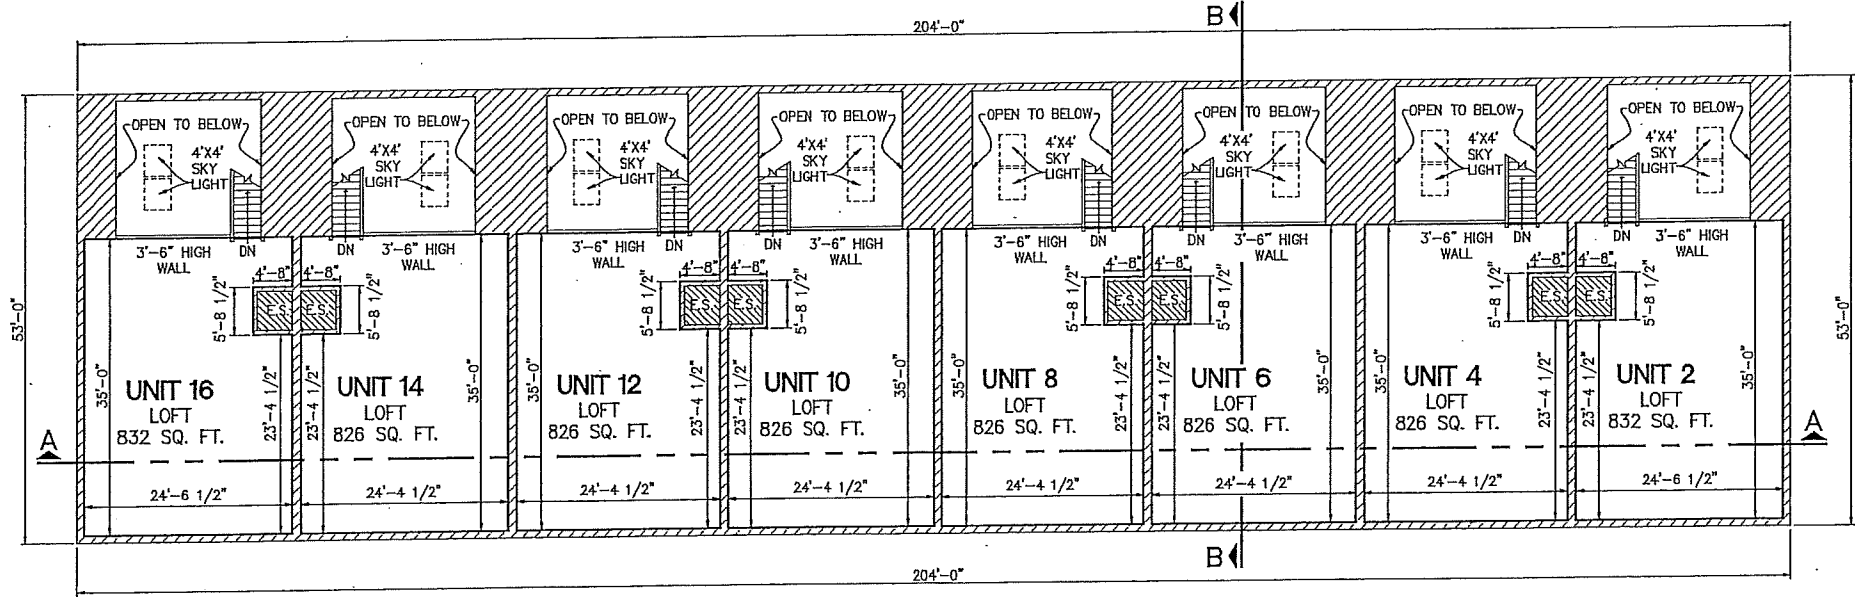 B
204'-0"
OPEN TO BELOW
OPEN TO BELOW
OPEN TO BELOW
OPEN TO BELOW
OPEN TO BELOW
OPEN TO BELOW
OPEN TO BELOW
OPEN TO BELOW
4'X4'
SKY
LIGHT
4'X4'
SKY
LIGHT
4'X4'
SKY
LIGHT
4'X4'
SKY
LIGHT
4'X4'
SKY
LIGHT
4'X4'
SKY
LIGHT
4'X4'
SKY
LIGHT
4'X4'
SKY
LIGHT
DN
DN
DN
DN
DN
DN
DN
DN
3'-6" HIGH
WALL
3'-6" HIGH
WALL
3'-6" HIGH
WALL
3'-6" HIGH
WALL
3'-6" HIGH
WALL
3'-6" HIGH
WALL
3'-6" HIGH
WALL
3'-6" HIGH
WALL
4'-8"
4'-8"
4'-8"
4'-8"
4'-8"
4'-8"
4'-8"
4'-8"
5'-8 1/2"
E.S.
E.S.
5'-8 1/2"
5'-8 1/2"
E.S.
E.S.
5'-8 1/2"
5'-8 1/2"
E.S.
E.S.
5'-8 1/2"
5'-8 1/2"
E.S.
E.S.
5'-8 1/2"
53'-0"
53'-0"
35'-0"
UNIT 16
LOFT
832 SQ. FT.
23'-4 1/2"
23'-4 1/2"
UNIT 14
LOFT
826 SQ. FT.
35'-0"
35'-0"
UNIT 12
LOFT
826 SQ. FT.
23'-4 1/2"
23'-4 1/2"
UNIT 10
LOFT
826 SQ. FT.
35'-0"
35'-0"
UNIT 8
LOFT
826 SQ. FT.
23'-4 1/2"
23'-4 1/2"
UNIT 6
LOFT
826 SQ. FT.
35'-0"
35'-0"
UNIT 4
LOFT
826 SQ. FT.
23'-4 1/2"
23'-4 1/2"
UNIT 2
LOFT
832 SQ. FT.
35'-0"
A
A
24'-6 1/2"
24'-4 1/2"
24'-4 1/2"
24'-4 1/2"
24'-4 1/2"
24'-4 1/2"
24'-4 1/2"
24'-6 1/2"
B
204'-0"